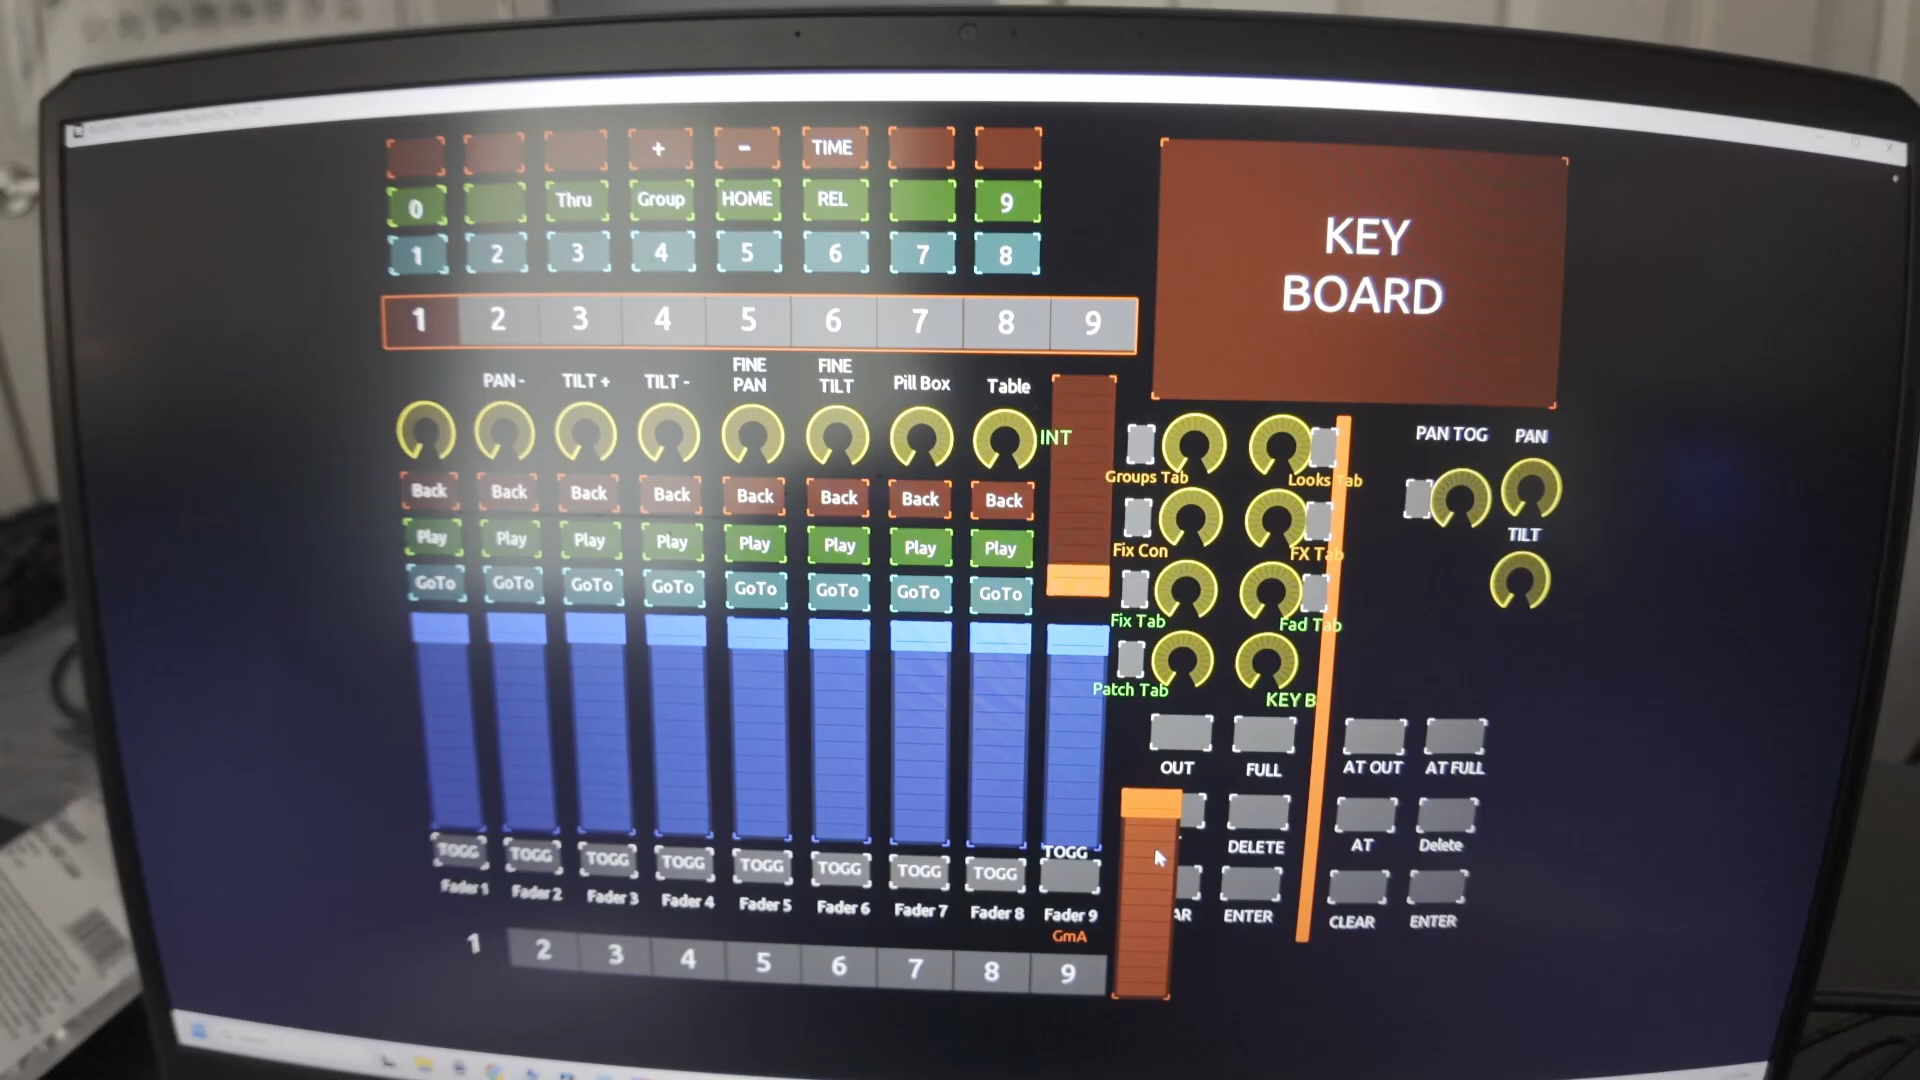 + - TIME
0 Thru Group HOME REL 9
1 2 3 4 5 6 7 8
1 2 3 4 5 6 7 8 9
KEY
BOARD
PAN - TILT + TILT - FINE PAN FINE TILT Pill Box Table
INT
Back Back Back Back Back Back Back Back
Play Play Play Play Play Play Play Play
GoTo GoTo GoTo GoTo GoTo GoTo GoTo GoTo
Groups Tab Looks Tab
Fix Con FX Tab
Fix Tab Fad Tab
Patch Tab KEY B
PAN TOG PAN
TILT
OUT FULL AT OUT AT FULL
DELETE AT Delete
AR ENTER CLEAR ENTER
TOGG TOGG TOGG TOGG TOGG TOGG TOGG TOGG TOGG
Fader 1 Fader 2 Fader 3 Fader 4 Fader 5 Fader 6 Fader 7 Fader 8 Fader 9
GmA
1 2 3 4 5 6 7 8 9